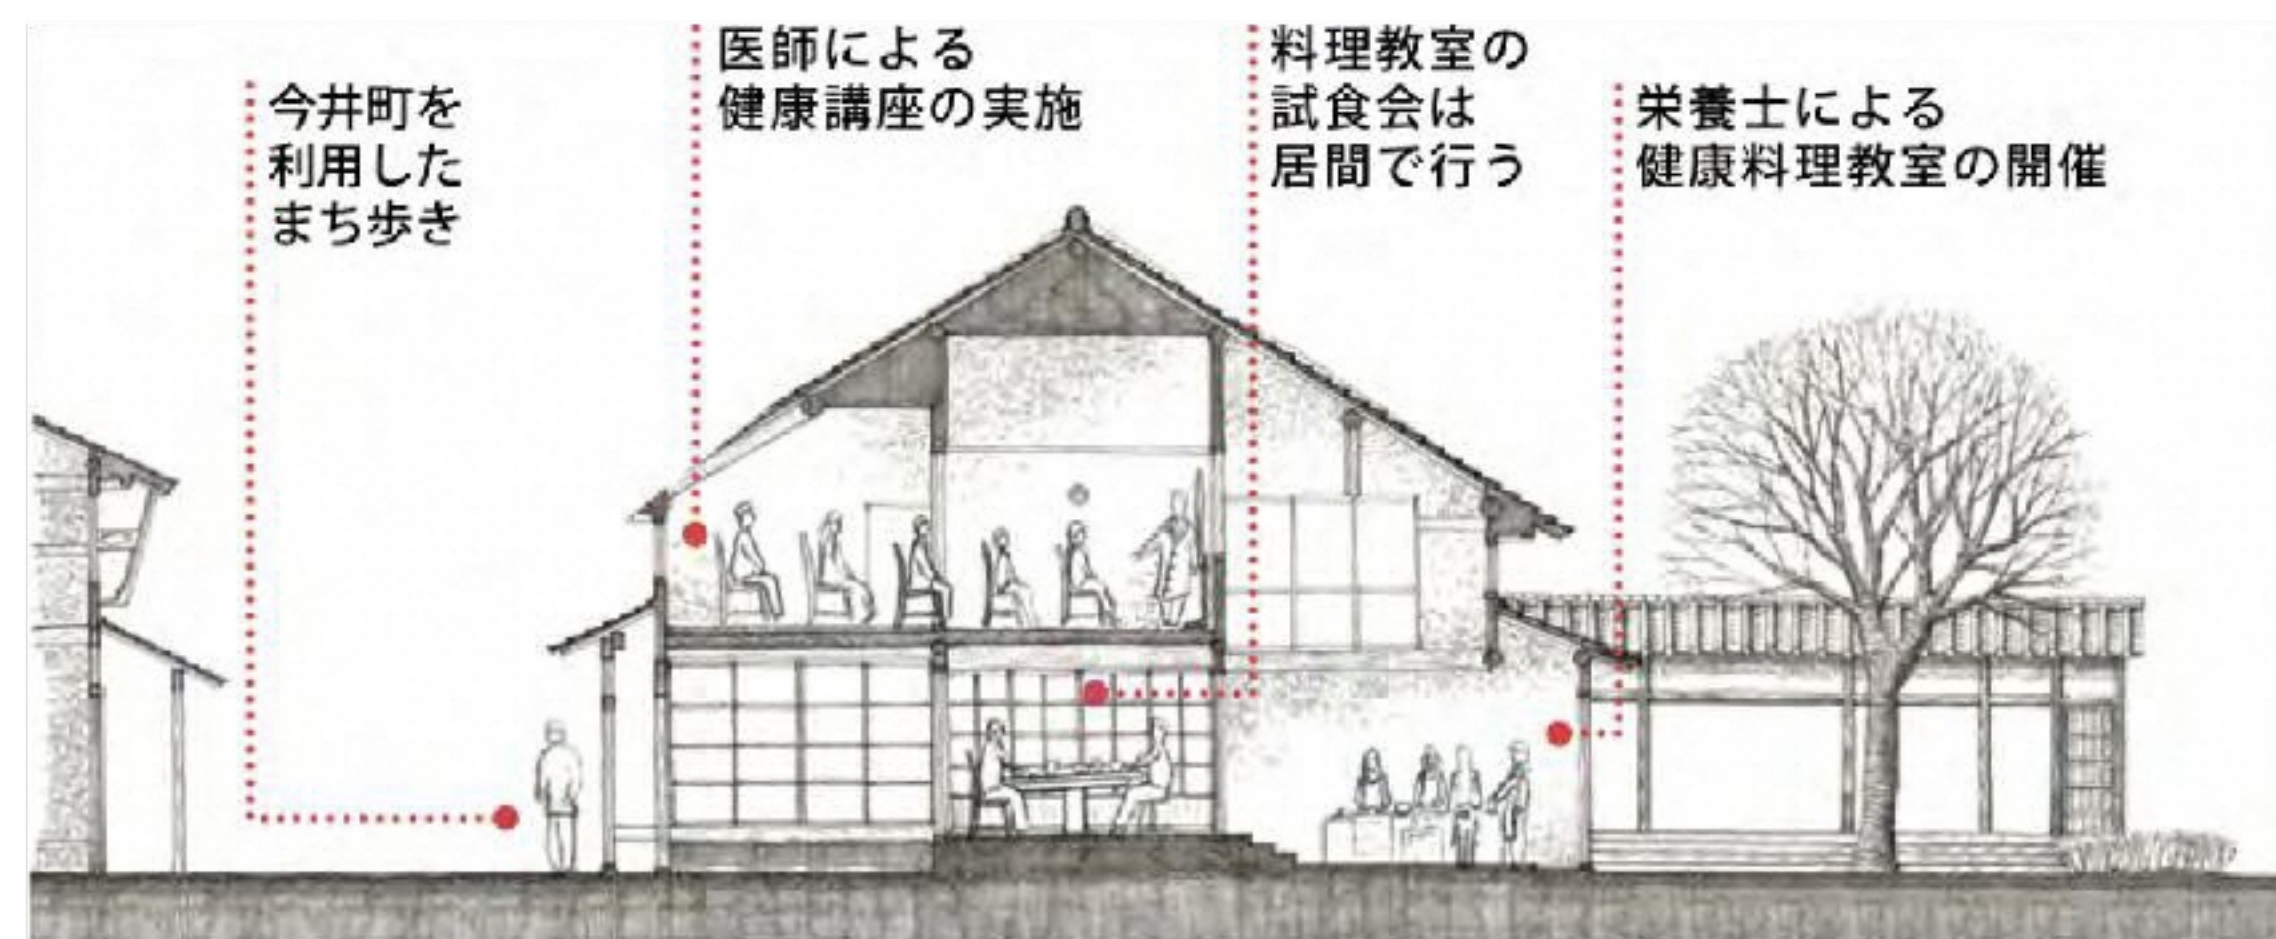 今井町を
利用した
まち歩き
医師による
健康講座の実施
料理教室の
試食会は
居間で行う
栄養士による
健康料理教室の開催